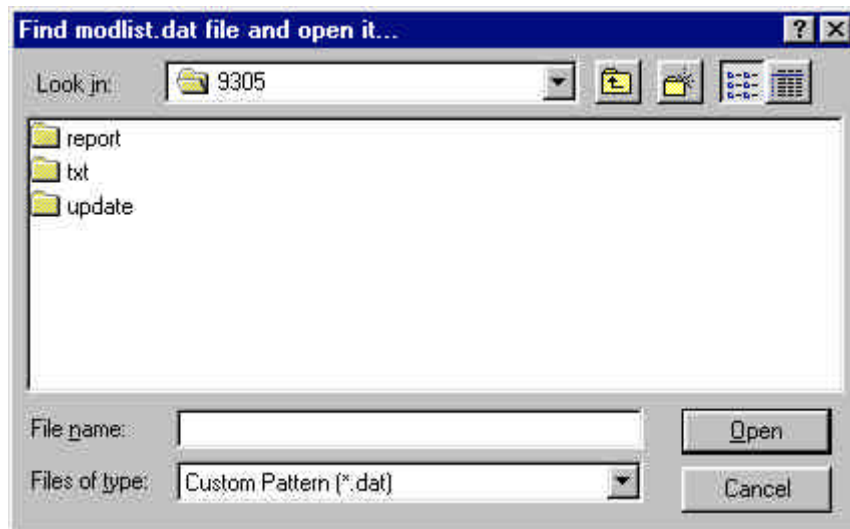 Find modlist.dat file and open it...
Look in: 9305
report
txt
update
File name: Open
Files of type: Custom Pattern (*.dat) Cancel